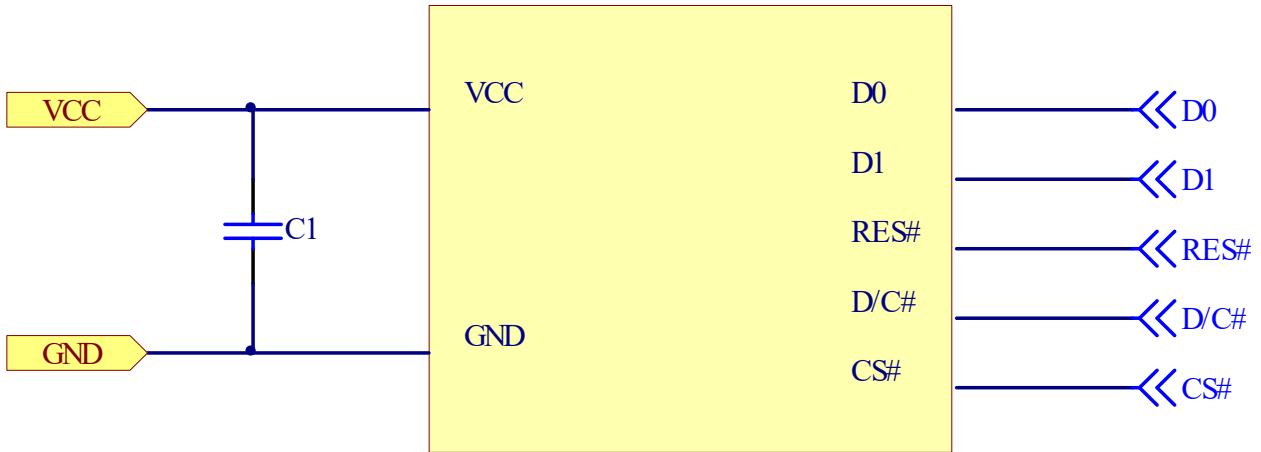 VCC VCC D0 D0
D1 D1
C1 RES# RES#
D/C# D/C#
GND GND
CS# CS#